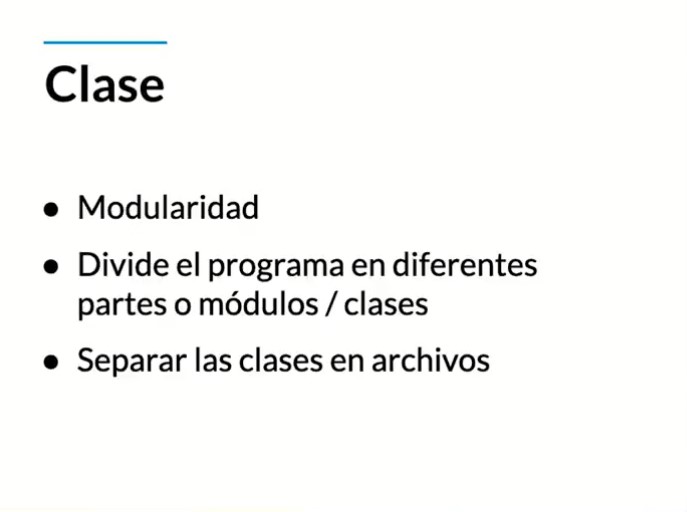 Clase
● Modularidad
● Divide el programa en diferentes
partes o módulos / clases
● Separar las clases en archivos